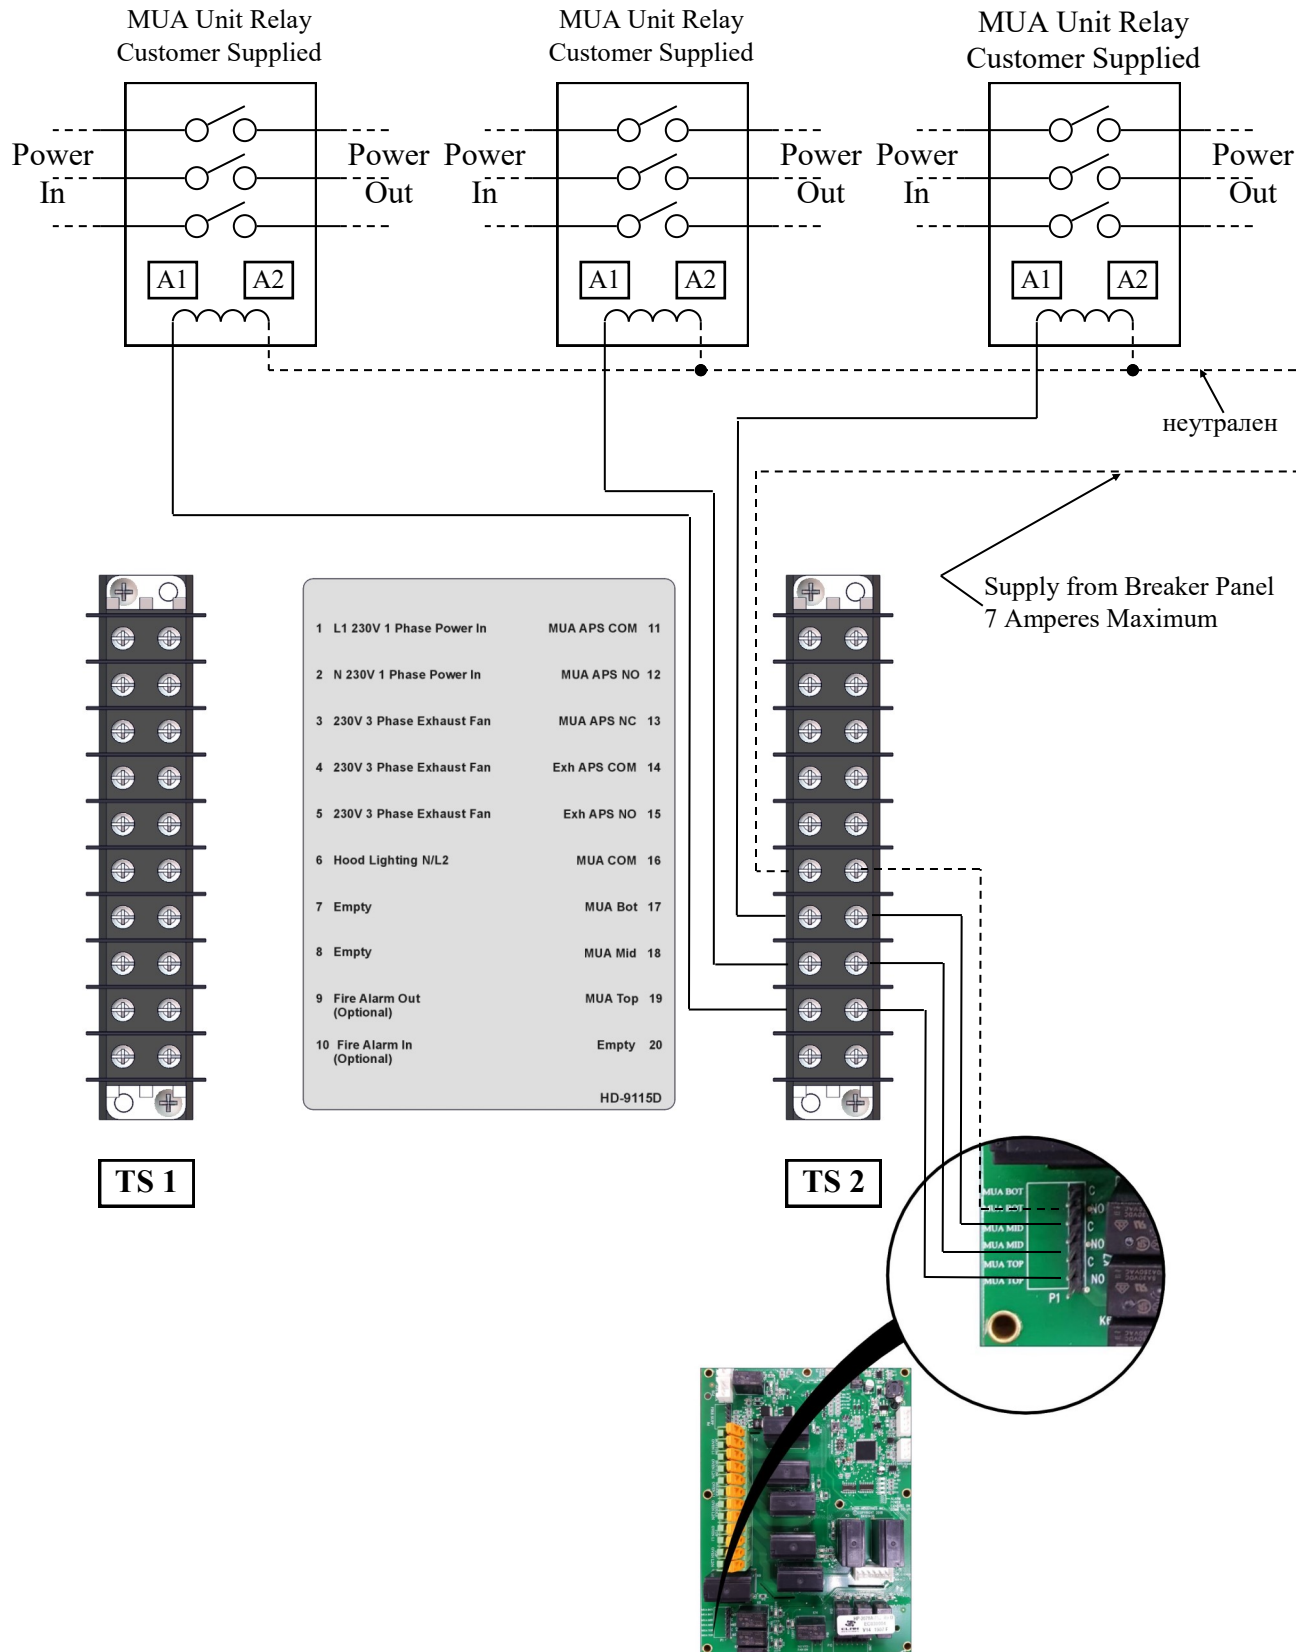 MUA Unit Relay
Customer Supplied
MUA Unit Relay
Customer Supplied
MUA Unit Relay
Customer Supplied
Power
In
Power
Out
Power
In
Power
Out
Power
In
Power
Out
A1
A2
A1
A2
A1
A2
неутрален
Supply from Breaker Panel
7 Amperes Maximum
1 L1 230V 1 Phase Power In
MUA APS COM 11
2 N 230V 1 Phase Power In
MUA APS NO 12
3 230V 3 Phase Exhaust Fan
MUA APS NC 13
4 230V 3 Phase Exhaust Fan
Exh APS COM 14
5 230V 3 Phase Exhaust Fan
Exh APS NO 15
6 Hood Lighting N/L2
MUA COM 16
7 Empty
MUA Bot 17
8 Empty
MUA Mid 18
9 Fire Alarm Out
(Optional)
MUA Top 19
10 Fire Alarm In
(Optional)
Empty 20
HD-9115D
TS 1
TS 2
MUA BOT
C
MUA BOT
NO
MUA MID
C
MUA MID
NO
MUA TOP
C
MUA TOP
NO
P1